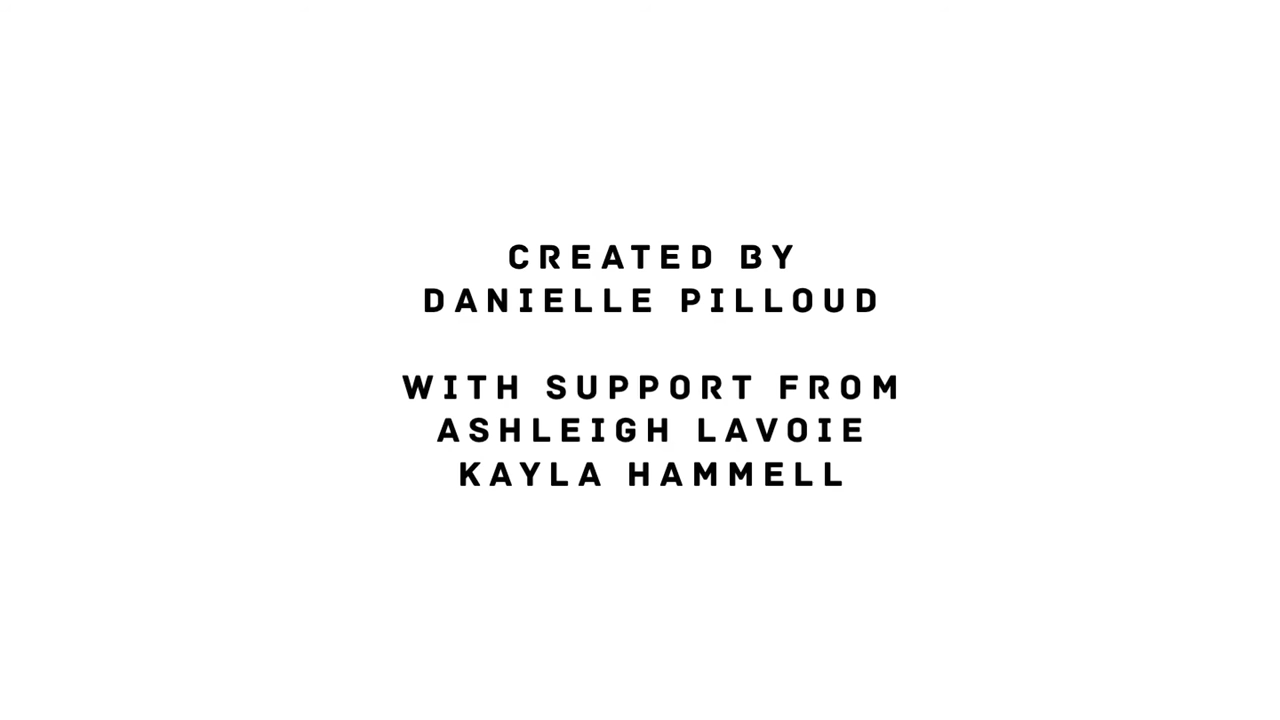 CREATED BY
DANIELLE PILLOUD
WITH SUPPORT FROM
ASHLEIGH LAVOIE
KAYLA HAMMELL